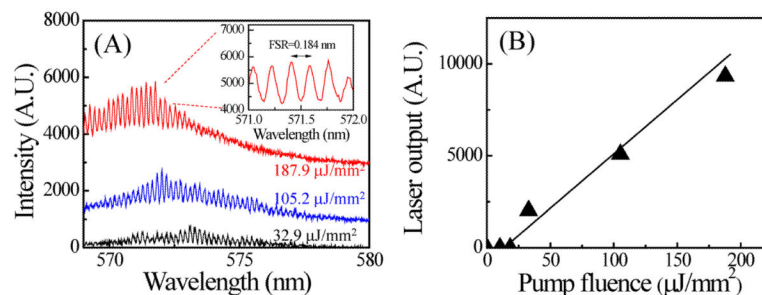 (A)
Intensity (A.U.)
8000
6000
4000
2000
0
570
575
580
Wavelength (nm)
187.9 μJ/mm²
105.2 μJ/mm²
32.9 μJ/mm²
FSR=0.184 nm
7000
6000
5000
4000
571.0
571.5
572.0
Wavelength (nm)
(B)
Laser output (A.U.)
10000
5000
0
0
50
100
150
200
Pump fluence (μJ/mm²)